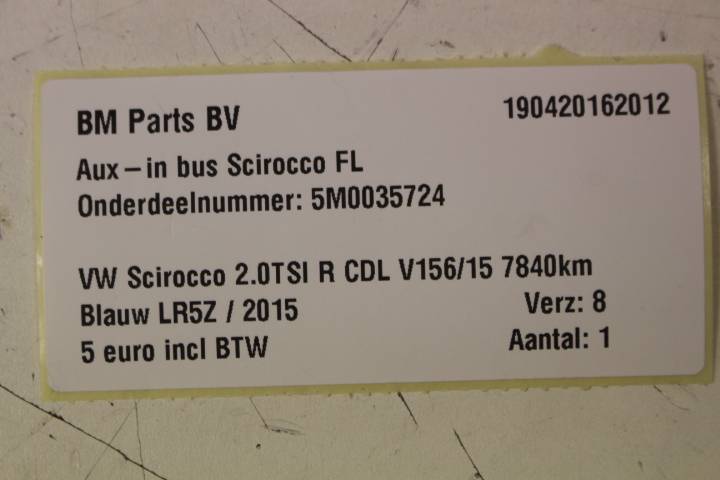 BM Parts BV 190420162012
Aux-in bus Scirocco FL
Onderdeelnummer: 5M0035724
VW Scirocco 2.0TSI R CDL V156/15 7840km
Blauw LR5Z / 2015 Verz: 8
5 euro incl BTW Aantal: 1